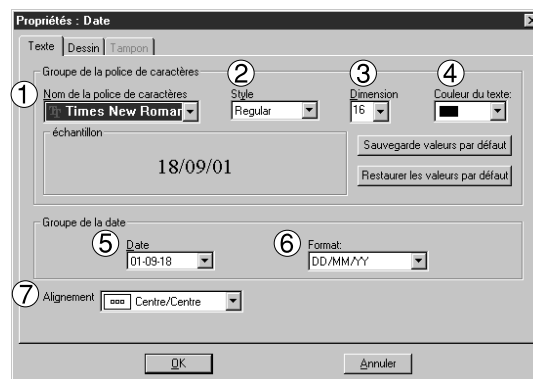 Propriétés : Date
Texte Dessin Tampon
Groupe de la police de caractères
① Nom de la police de caractères ② Style ③ Dimension ④ Couleur du texte:
Times New Romar Regular 16
échantillon
18/09/01
Sauvegarde valeurs par défaut
Restaurer les valeurs par défaut
Groupe de la date
⑤ Date ⑥ Format:
01-09-18 DD/MM/YY
⑦ Alignement Centre/Centre
OK Annuler